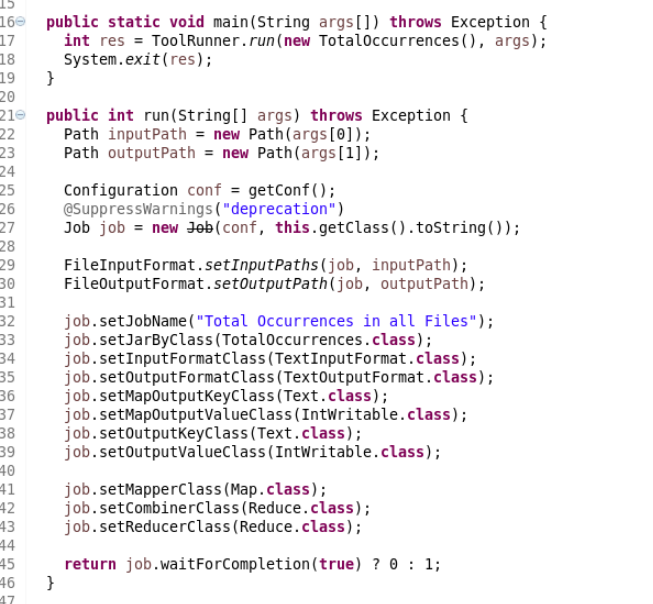 15
16 public static void main(String args[]) throws Exception {
17 int res = ToolRunner.run(new TotalOccurrences(), args);
18 System.exit(res);
19 }
20
21 public int run(String[] args) throws Exception {
22 Path inputPath = new Path(args[0]);
23 Path outputPath = new Path(args[1]);
24
25 Configuration conf = getConf();
26 @SuppressWarnings("deprecation")
27 Job job = new Job(conf, this.getClass().toString());
28
29 FileInputFormat.setInputPaths(job, inputPath);
30 FileOutputFormat.setOutputPath(job, outputPath);
31
32 job.setJobName("Total Occurrences in all Files");
33 job.setJarByClass(TotalOccurrences.class);
34 job.setInputFormatClass(TextInputFormat.class);
35 job.setOutputFormatClass(TextOutputFormat.class);
36 job.setMapOutputKeyClass(Text.class);
37 job.setMapOutputValueClass(IntWritable.class);
38 job.setOutputKeyClass(Text.class);
39 job.setOutputValueClass(IntWritable.class);
40
41 job.setMapperClass(Map.class);
42 job.setCombinerClass(Reduce.class);
43 job.setReducerClass(Reduce.class);
44
45 return job.waitForCompletion(true) ? 0 : 1;
46 }
47